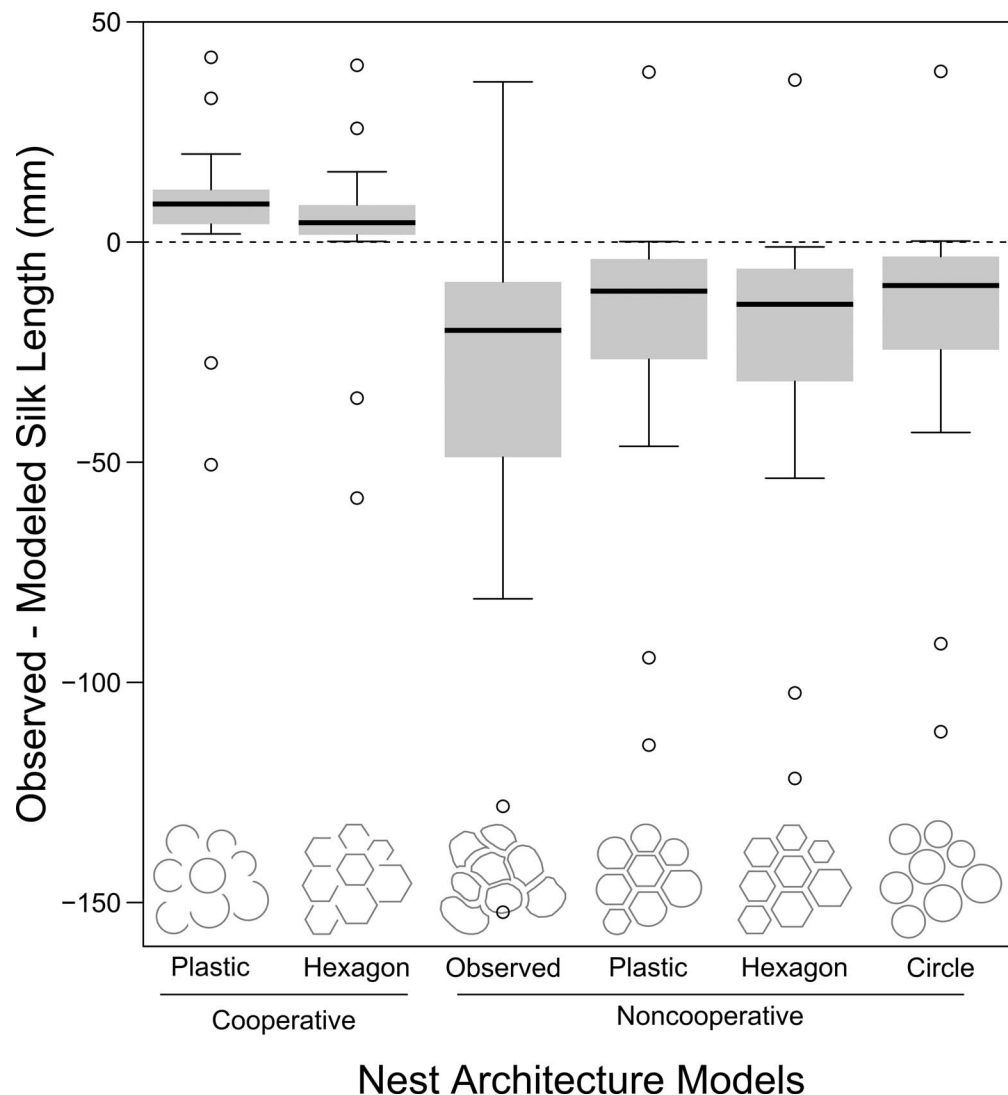 50
0
−50
−100
−150
Observed - Modeled Silk Length (mm)
Plastic Hexagon Observed Plastic Hexagon Circle
Cooperative Noncooperative
Nest Architecture Models